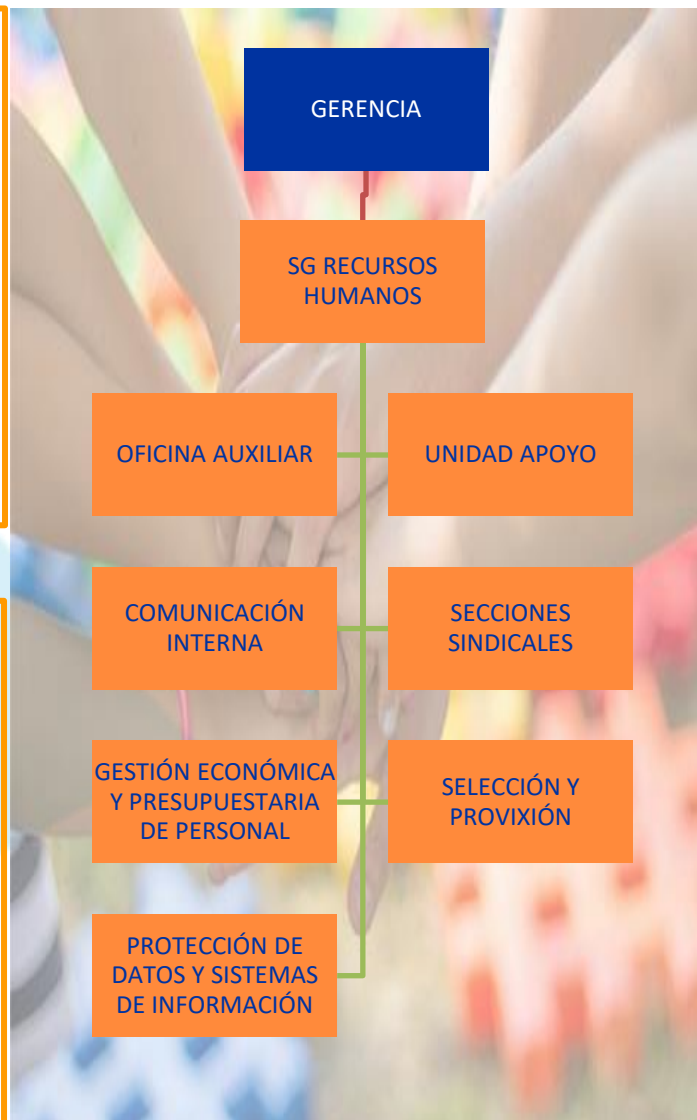 GERENCIA
SG RECURSOS
HUMANOS
OFICINA AUXILIAR
UNIDAD APOYO
COMUNICACIÓN
INTERNA
SECCIONES
SINDICALES
GESTIÓN ECONÓMICA
Y PRESUPUESTARIA
DE PERSONAL
SELECCIÓN Y
PROVIXIÓN
PROTECCIÓN DE
DATOS Y SISTEMAS
DE INFORMACIÓN